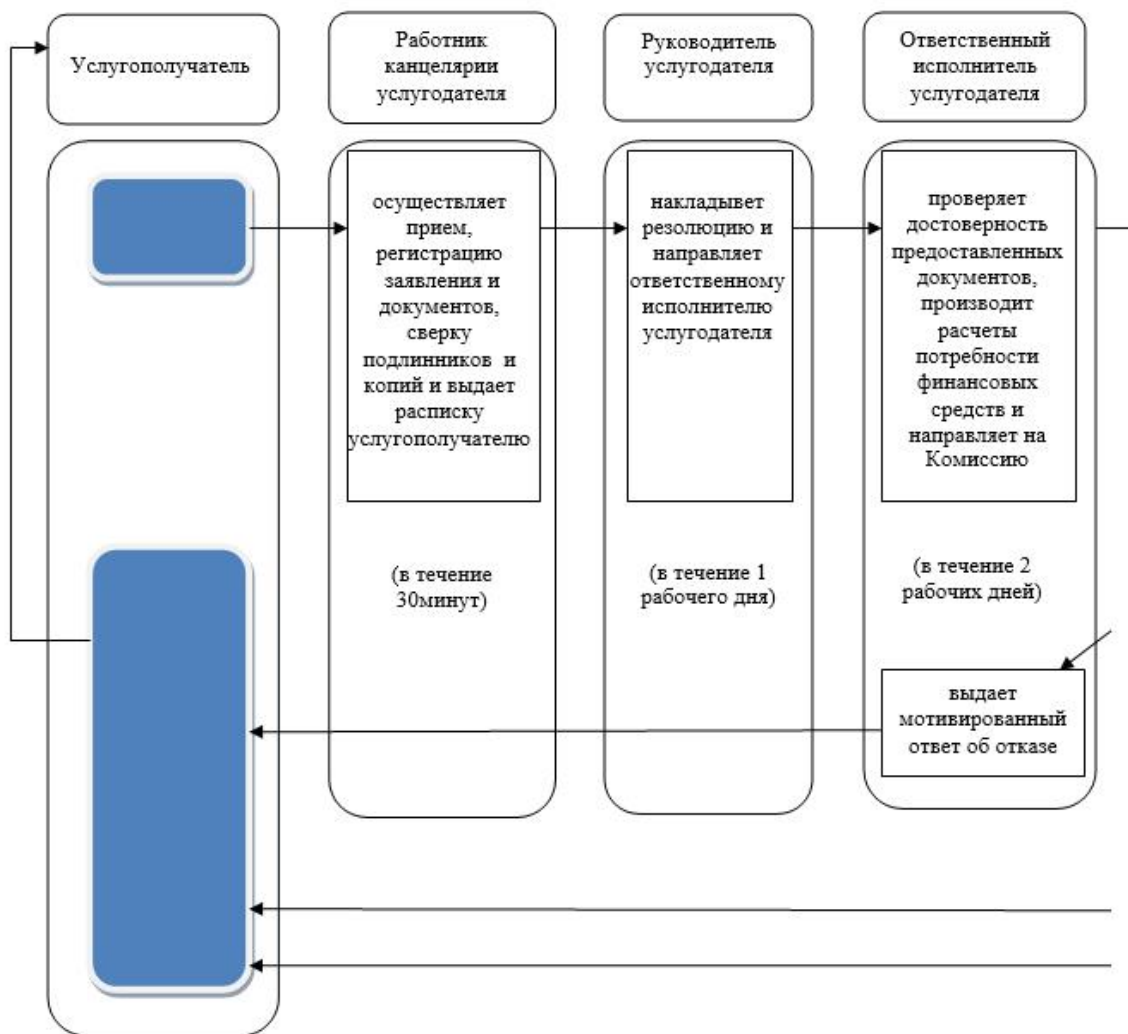 Услугополучатель
Работник
канцелярии
услугодателя
Руководитель
услугодателя
Ответственный
исполнитель
услугодателя
осуществляет
прием,
регистрацию
заявления и
документов,
сверку
подлинников и
копий и выдает
расписку
услугополучателю
(в течение
30минут)
накладывет
резолюцию и
направляет
ответственному
исполнителю
услугодателя
(в течение 1
рабочего дня)
проверяет
достоверность
предоставленных
документов,
производит
расчеты
потребности
финансовых
средств и
направляет на
Комиссию
(в течение 2
рабочих дней)
выдает
мотивированный
ответ об отказе